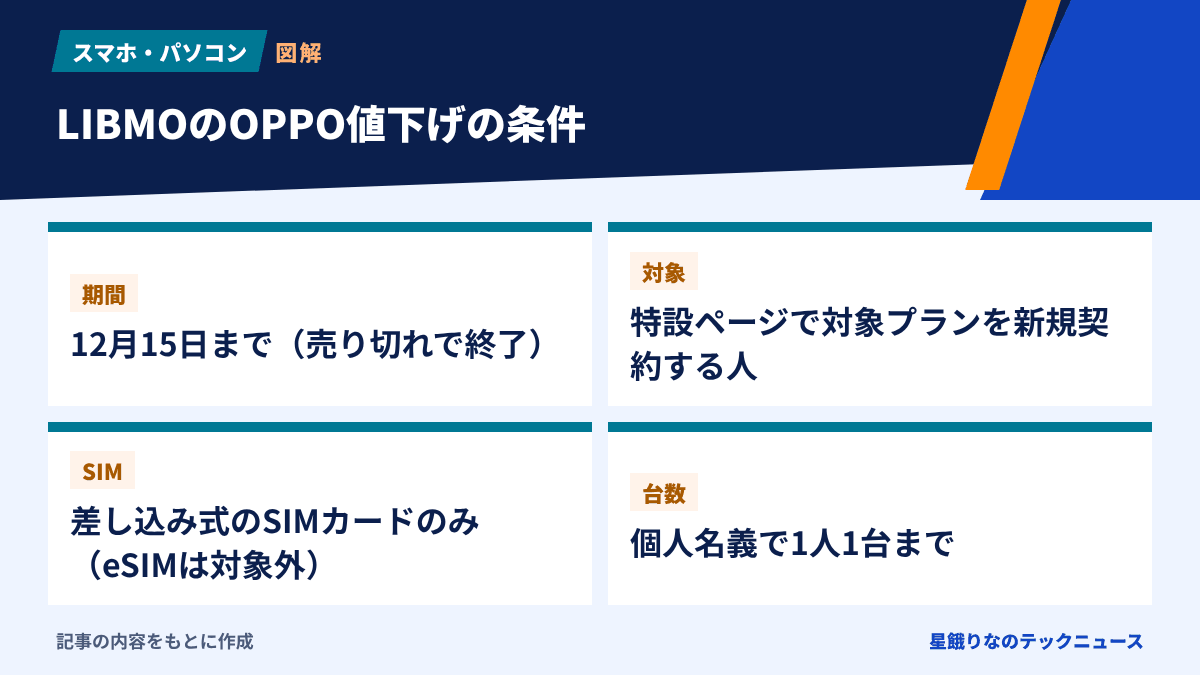 スマホ・パソコン 図解
LIBMOのOPPO値下げの条件
期間
12月15日まで（売り切れで終了）
対象
特設ページで対象プランを新規契
約する人
SIM
差し込み式のSIMカードのみ
（eSIMは対象外）
台数
個人名義で1人1台まで
記事の内容をもとに作成
星餓りなのテックニュース